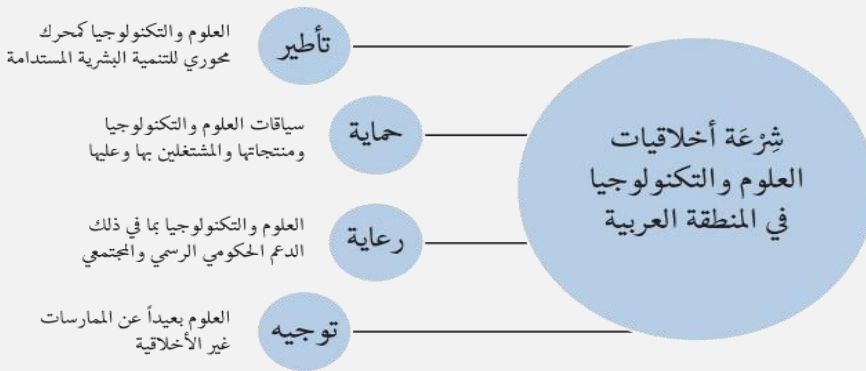 شِرْعَة أخلاقيات
العلوم والتكنولوجيا
في المنطقة العربية
تأطير
العلوم والتكنولوجيا كمحرك
محوري للتنمية البشرية المستدامة
حماية
سياقات العلوم والتكنولوجيا
ومنتجاتها والمشتغلين بها وعليها
رعاية
العلوم والتكنولوجيا بما في ذلك
الدعم الحكومي الرسمي والمجتمعي
توجيه
العلوم بعيداً عن الممارسات
غير الأخلاقية